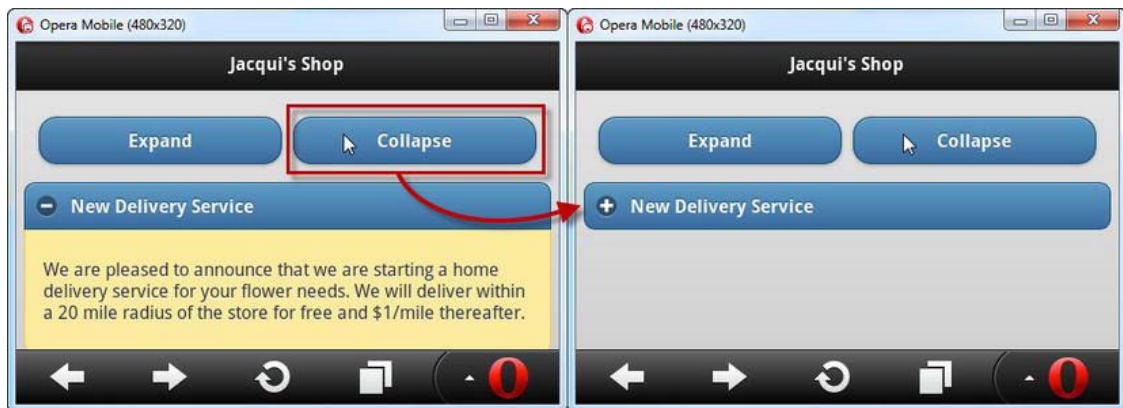 Opera Mobile (480x320)
Jacqui's Shop
Expand
Collapse
New Delivery Service
We are pleased to announce that we are starting a home
delivery service for your flower needs. We will deliver within
a 20 mile radius of the store for free and $1/mile thereafter.
Opera Mobile (480x320)
Jacqui's Shop
Expand
Collapse
New Delivery Service